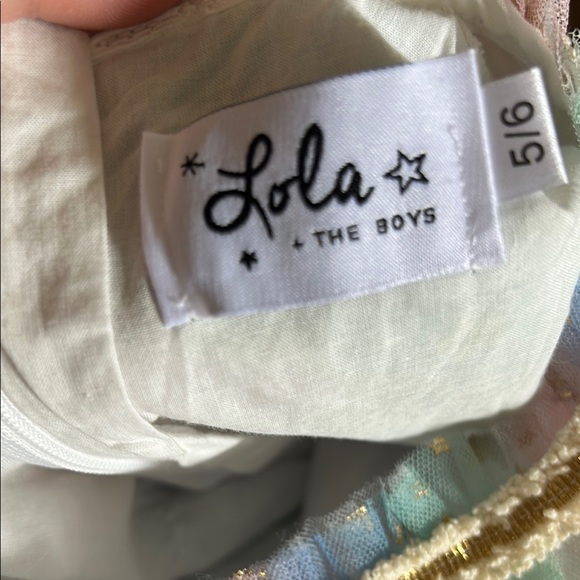 Lola
+ THE BOYS
5/6